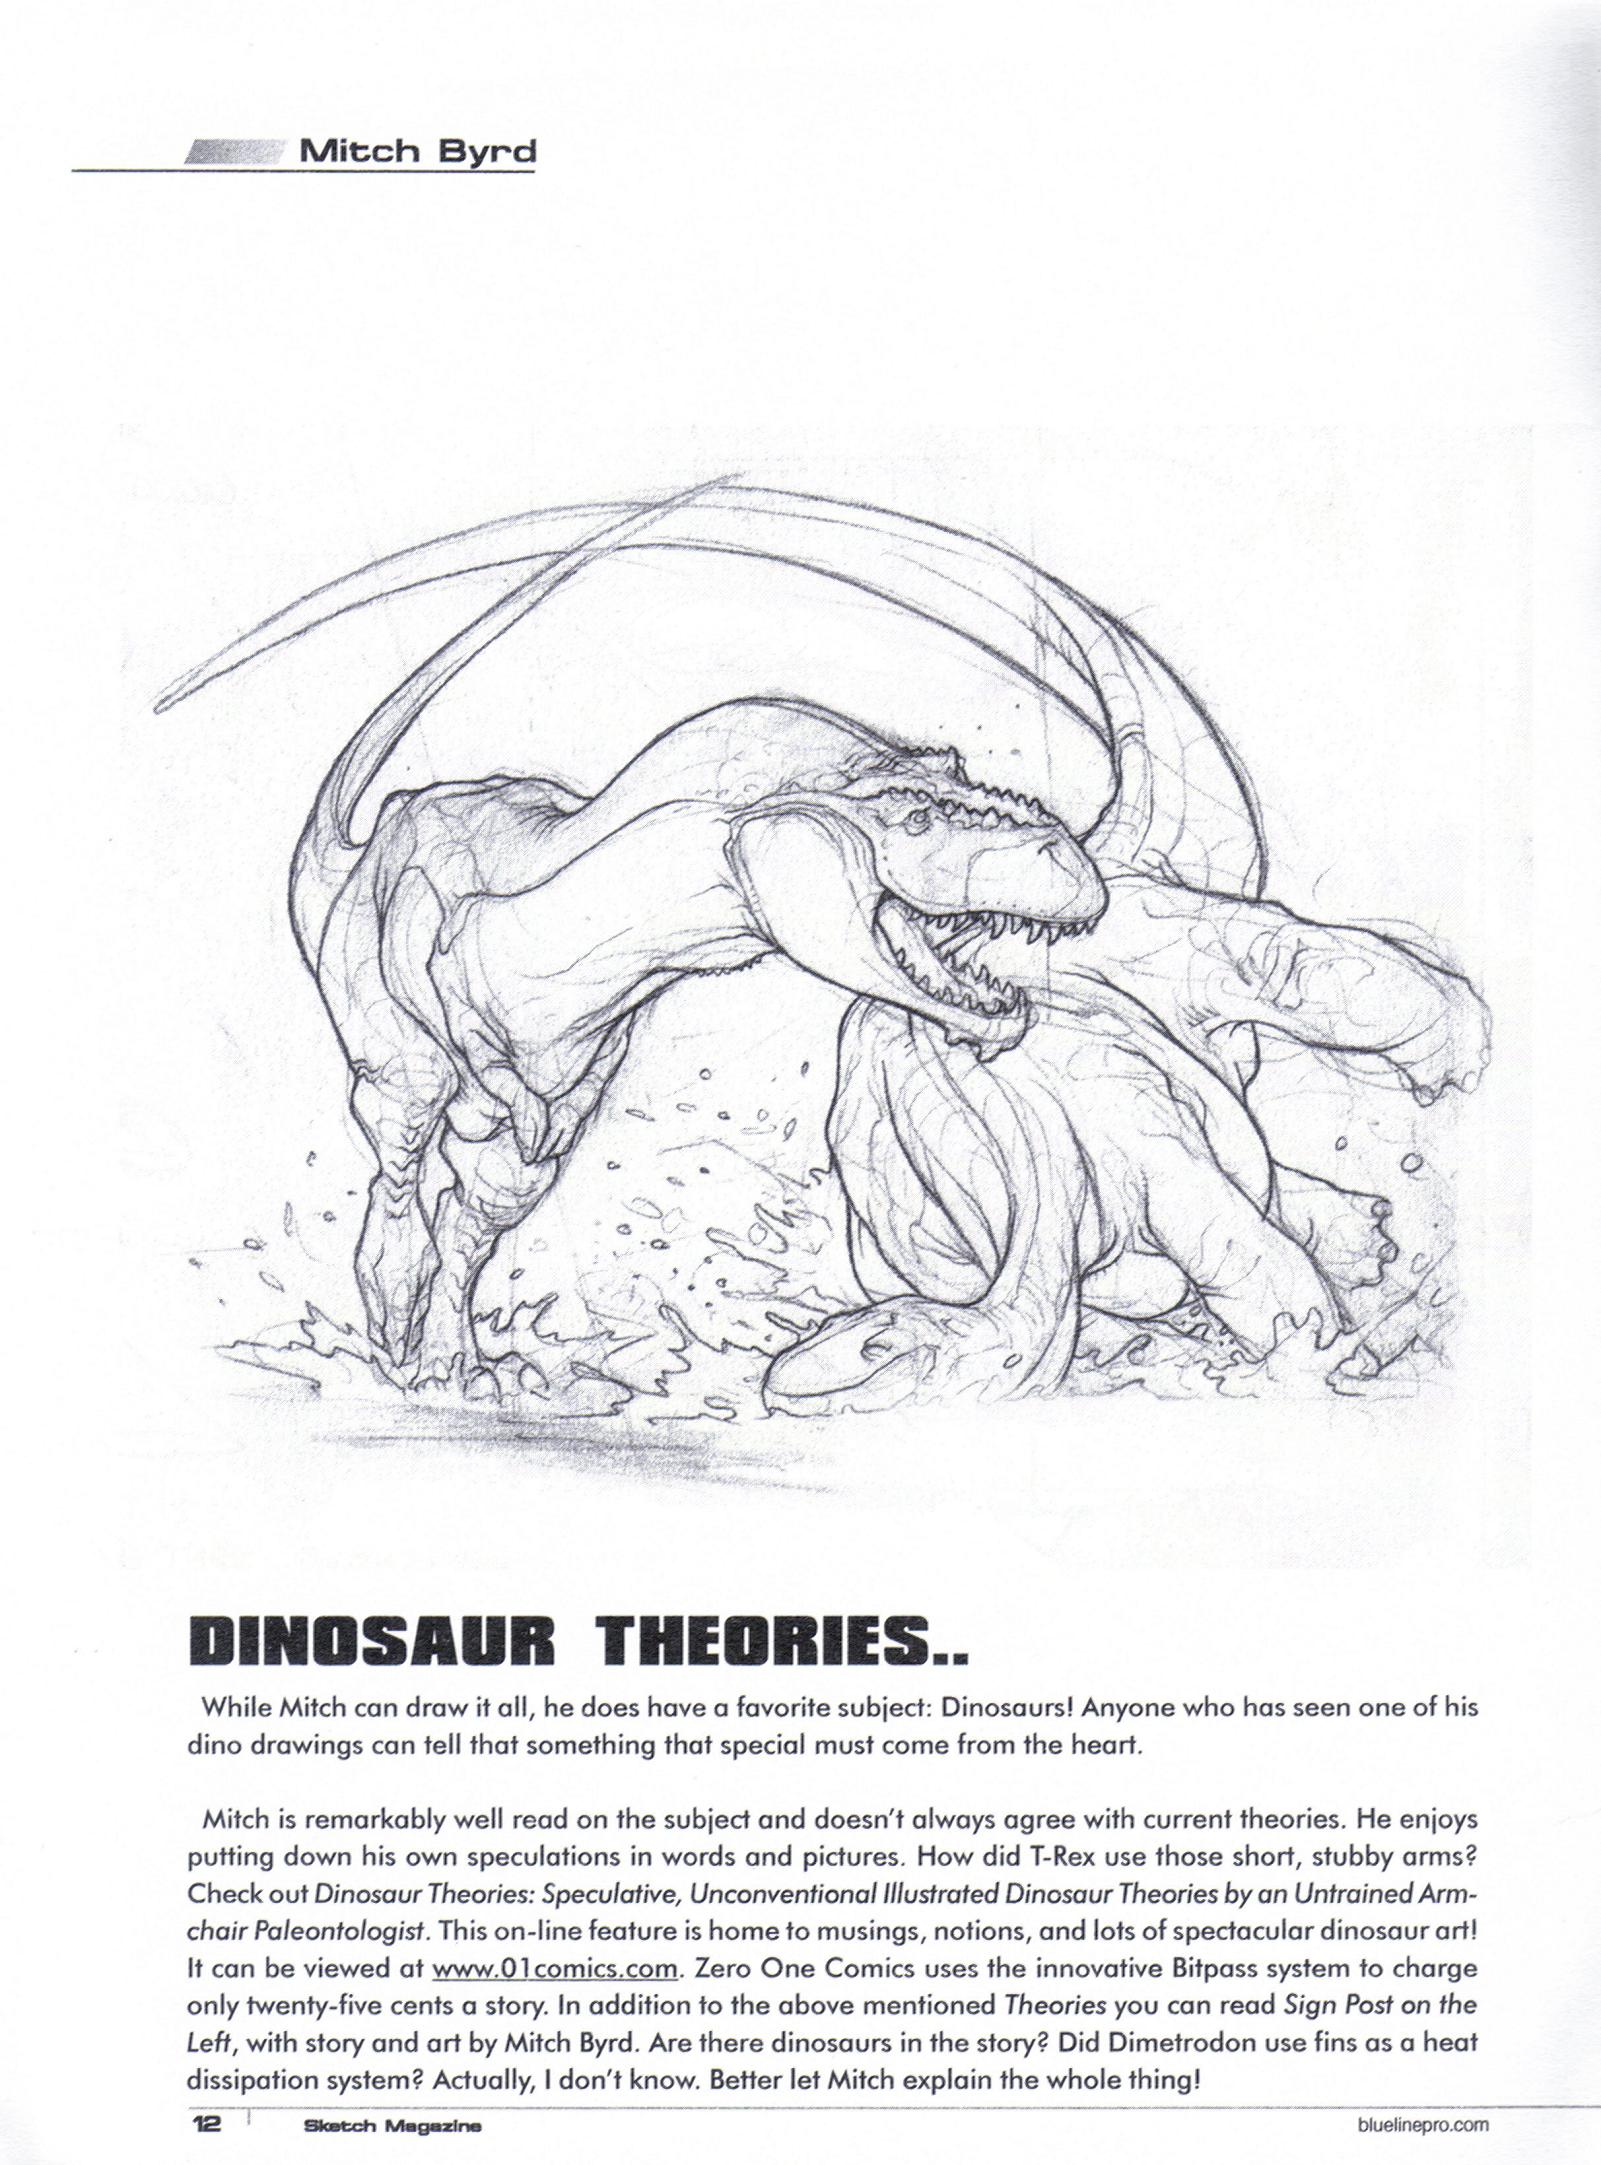 Mitch Byrd
DINOSAUR THEORIES..
While Mitch can draw it all, he does have a favorite subject: Dinosaurs! Anyone who has seen one of his
dino drawings can tell that something that special must come from the heart.
Mitch is remarkably well read on the subject and doesn't always agree with current theories. He enjoys
putting down his own speculations in words and pictures. How did T-Rex use those short, stubby arms?
Check out Dinosaur Theories: Speculative, Unconventional Illustrated Dinosaur Theories by an Untrained Arm-
chair Paleontologist. This on-line feature is home to musings, notions, and lots of spectacular dinosaur art!
It can be viewed at www.01comics.com. Zero One Comics uses the innovative Bitpass system to charge
only twenty-five cents a story. In addition to the above mentioned Theories you can read Sign Post on the
Left, with story and art by Mitch Byrd. Are there dinosaurs in the story? Did Dimetrodon use fins as a heat
dissipation system? Actually, I don't know. Better let Mitch explain the whole thing!
12 Sketch Magazine bluelinepro.com